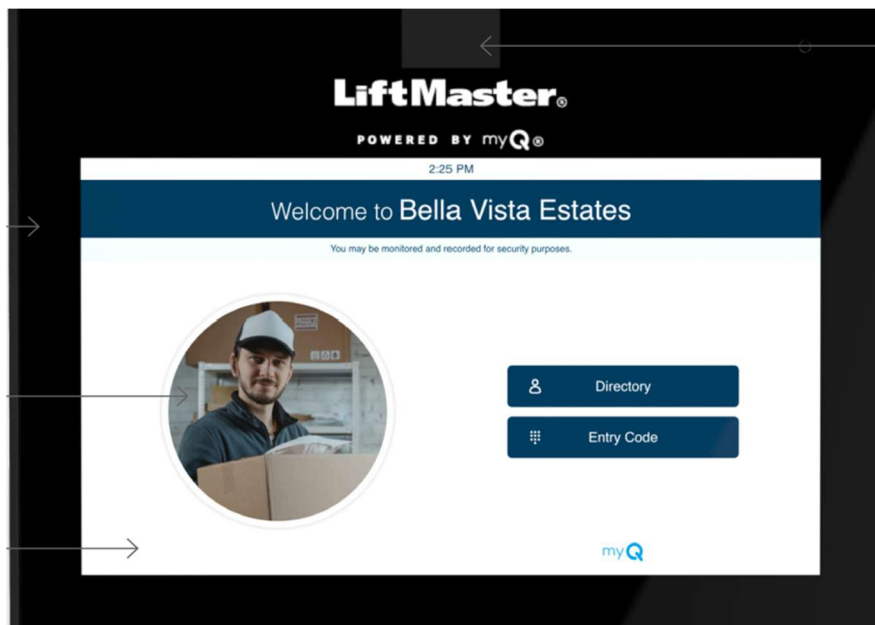 LiftMaster®
POWERED BY myQ®
2:25 PM
Welcome to Bella Vista Estates
You may be monitored and recorded for security purposes.
Directory
Entry Code
myQ